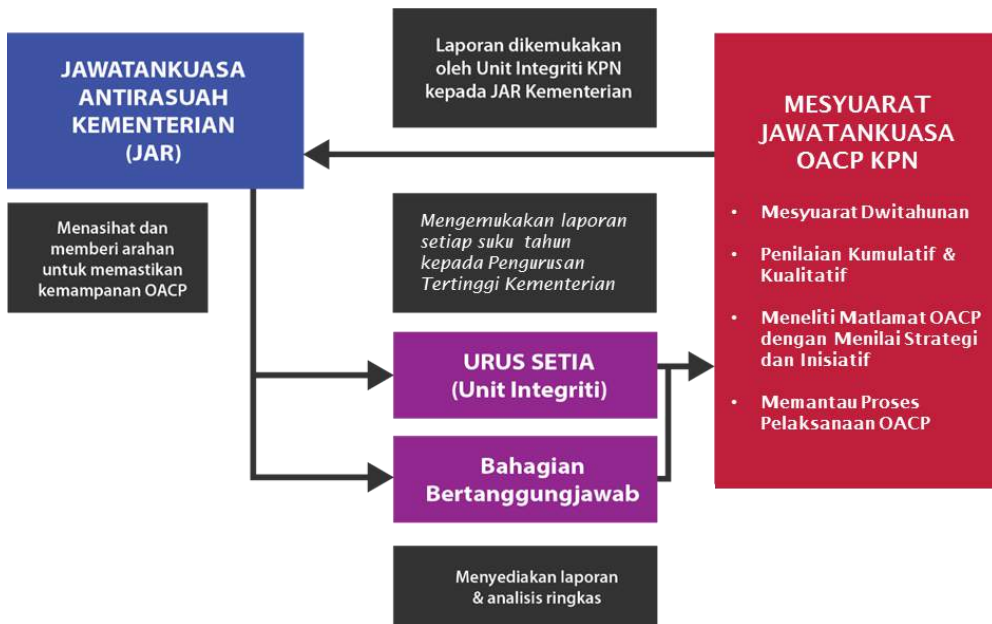 JAWATANKUASA
ANTIRASUAH
KEMENTERIAN
(JAR)
Menasihat dan
memberi arahan
untuk memastikan
kemampanan OACP
Laporan dikemukakan
oleh Unit Integriti KPN
kepada JAR Kementerian
Mengemukakan laporan
setiap suku tahun
kepada Pengurusan
Tertinggi Kementerian
URUS SETIA
(Unit Integriti)
Bahagian
Bertanggungjawab
Menyediakan laporan
& analisis ringkas
MESYUARAT
JAWATANKUASA
OACP KPN
• Mesyuarat Dwitahunan
• Penilaian Kumulatif &
Kualitatif
• Meneliti Matlamat OACP
dengan Menilai Strategi
dan Inisiatif
• Memantau Proses
Pelaksanaan OACP